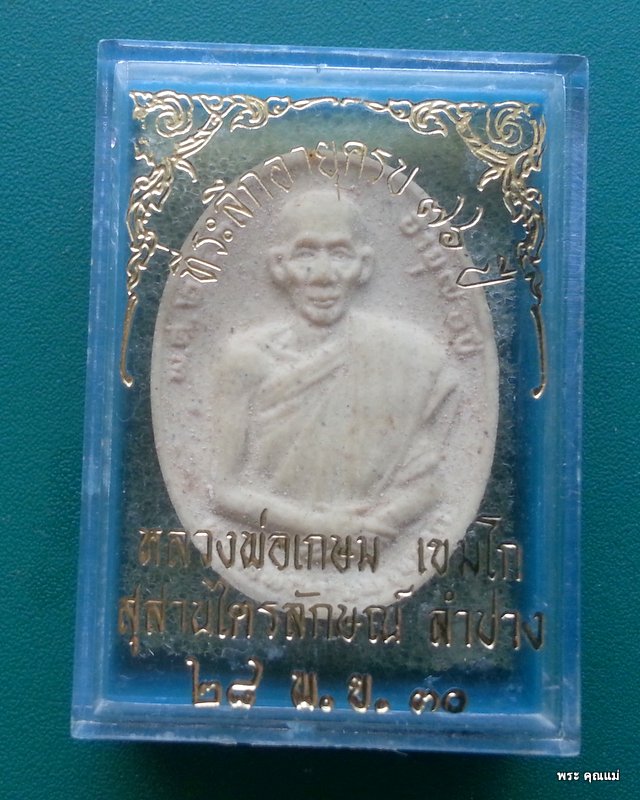 ที่ระลึกอายุครบ ๗๖ ปี
หลวงพ่อเกษม เขมโก
สุสานไตรลักษณ์ ลำปาง
๒๘ พ.ย. ๓๐
พระ คุณแม่